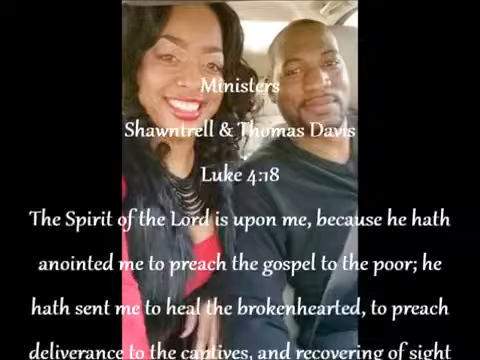 Ministers
Shawntrell & Thomas Davis
Luke 4:18
The Spirit of the Lord is upon me, because he hath
anointed me to preach the gospel to the poor; he
hath sent me to heal the brokenhearted, to preach
deliverance to the captives, and recovering of sight